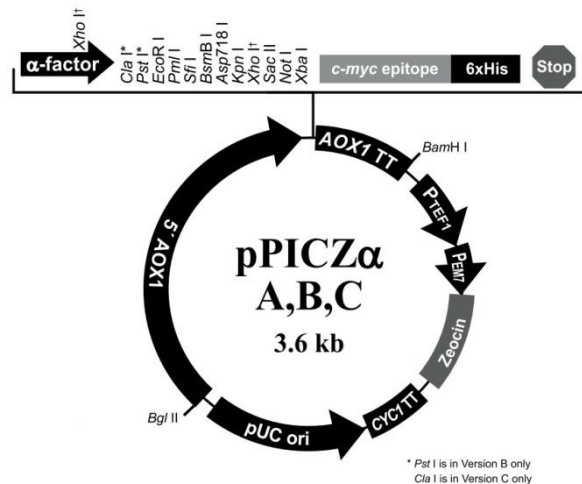 Xho I†
α-factor
Cla I*
Pst I*
EcoR I
Pml I
Sfi I
BsmB I
Asp718 I
Kpn I
Xho I†
Sac II
Not I
Xba I
c-myc epitope
6xHis
Stop
AOX1 TT
BamH I
PTEF1
PEM7
Zeocin
CYC1 TT
pUC ori
Bgl II
5´ AOX1
pPICZα
A,B,C
3.6 kb
* Pst I is in Version B only
Cla I is in Version C only